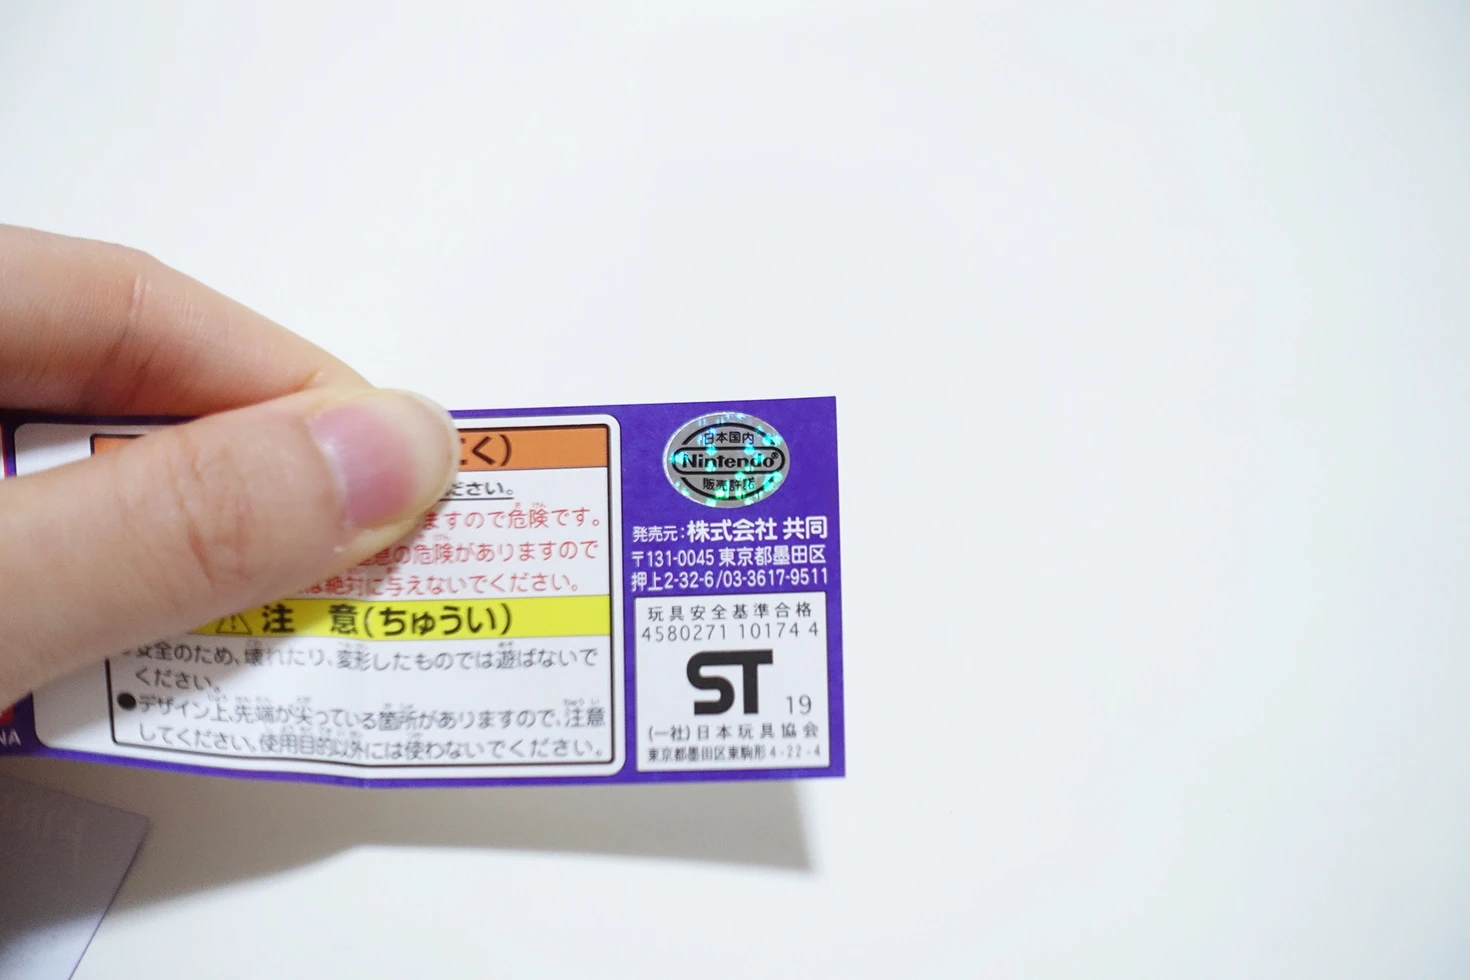 にく)
ださい。
ますので危険です。
の危険がありますので
は絶対に与えないでください。
注 意(ちゅうい)
安全のため、壊れたり、変形したものでは遊ばないで
ください。
●デザイン上、先端が尖っている箇所がありますので、注意
してください。使用目的以外には使わないでください。
NA
日本国内
Nintendo®
販売許諾
発売元:株式会社 共同
〒131-0045 東京都墨田区
押上2-32-6/03-3617-9511
玩具安全基準合格
4580271 10174 4
ST 19
(一社)日本玩具協会
東京都墨田区東駒形4-22-4